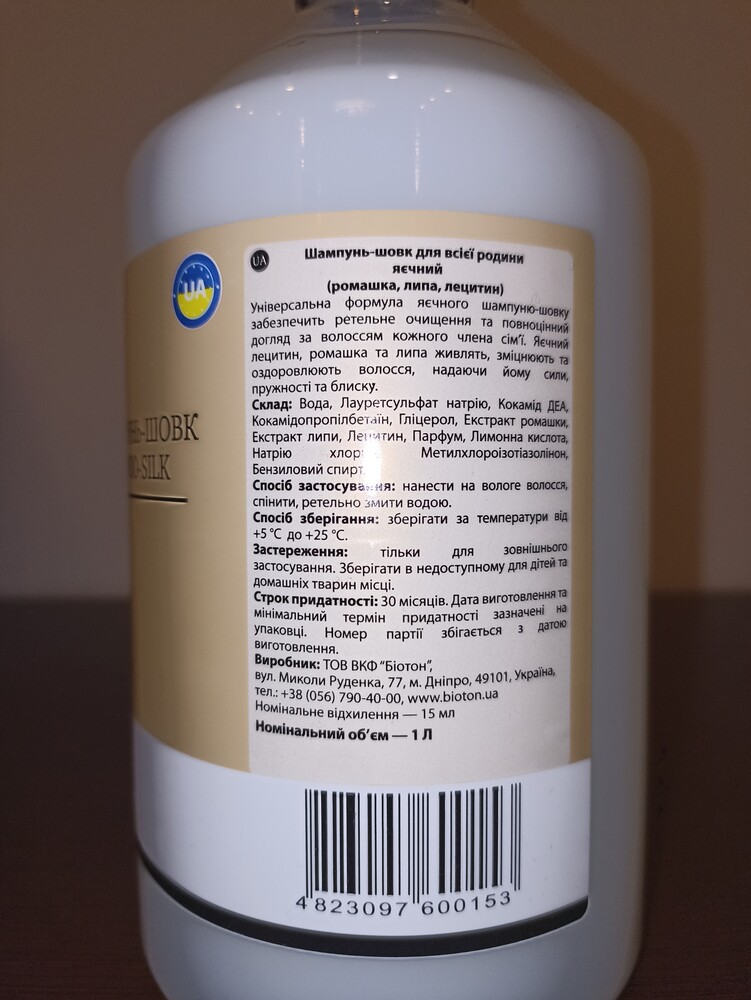 UA
UA
Шампунь-шовк для всієї родини
яєчний
(ромашка, липа, лецитин)
Універсальна формула яєчного шампуню-шовку
забезпечить ретельне очищення та повноцінний
догляд за волоссям кожного члена сім’ї. Яєчний
лецитин, ромашка та липа живлять, зміцнюють та
оздоровлюють волосся, надаючи йому сили,
пружності та блиску.
Склад: Вода, Лауретсульфат натрію, Кокамід ДЕА,
Кокамідопропілбетаїн, Гліцерол, Екстракт ромашки,
Екстракт липи, Лецитин, Парфум, Лимонна кислота,
Натрію Метилхлороізотіазолінон,
Бензиловий спирт.
Спосіб застосування: нанести на вологе волосся,
спінити, ретельно змити водою.
Спосіб зберігання: зберігати за температури від
+5 °С до +25 °С.
Застереження: тільки для зовнішнього
застосування. Зберігати в недоступному для дітей та
домашніх тварин місці.
Строк придатності: 30 місяців. Дата виготовлення та
мінімальний термін придатності зазначені на
упаковці. Номер партії збігається з датою
виготовлення.
Виробник: ТОВ ВКФ “Біотон”,
вул. Миколи Руденка, 77, м. Дніпро, 49101, Україна,
тел.: +38 (056) 790-40-00, www.bioton.ua
Номінальне відхилення — 15 мл
Номінальний об’єм — 1 Л
-ШОВК
-SILK
4 823097 600153